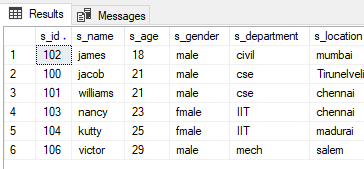 Results Messages
s_id s_name s_age s_gender s_department s_location
1 102 james 18 male civil mumbai
2 100 jacob 21 male cse Tirunelveli
3 101 williams 21 male cse chennai
4 103 nancy 23 fmale IIT chennai
5 104 kutty 25 fmale IIT madurai
6 106 victor 29 male mech salem